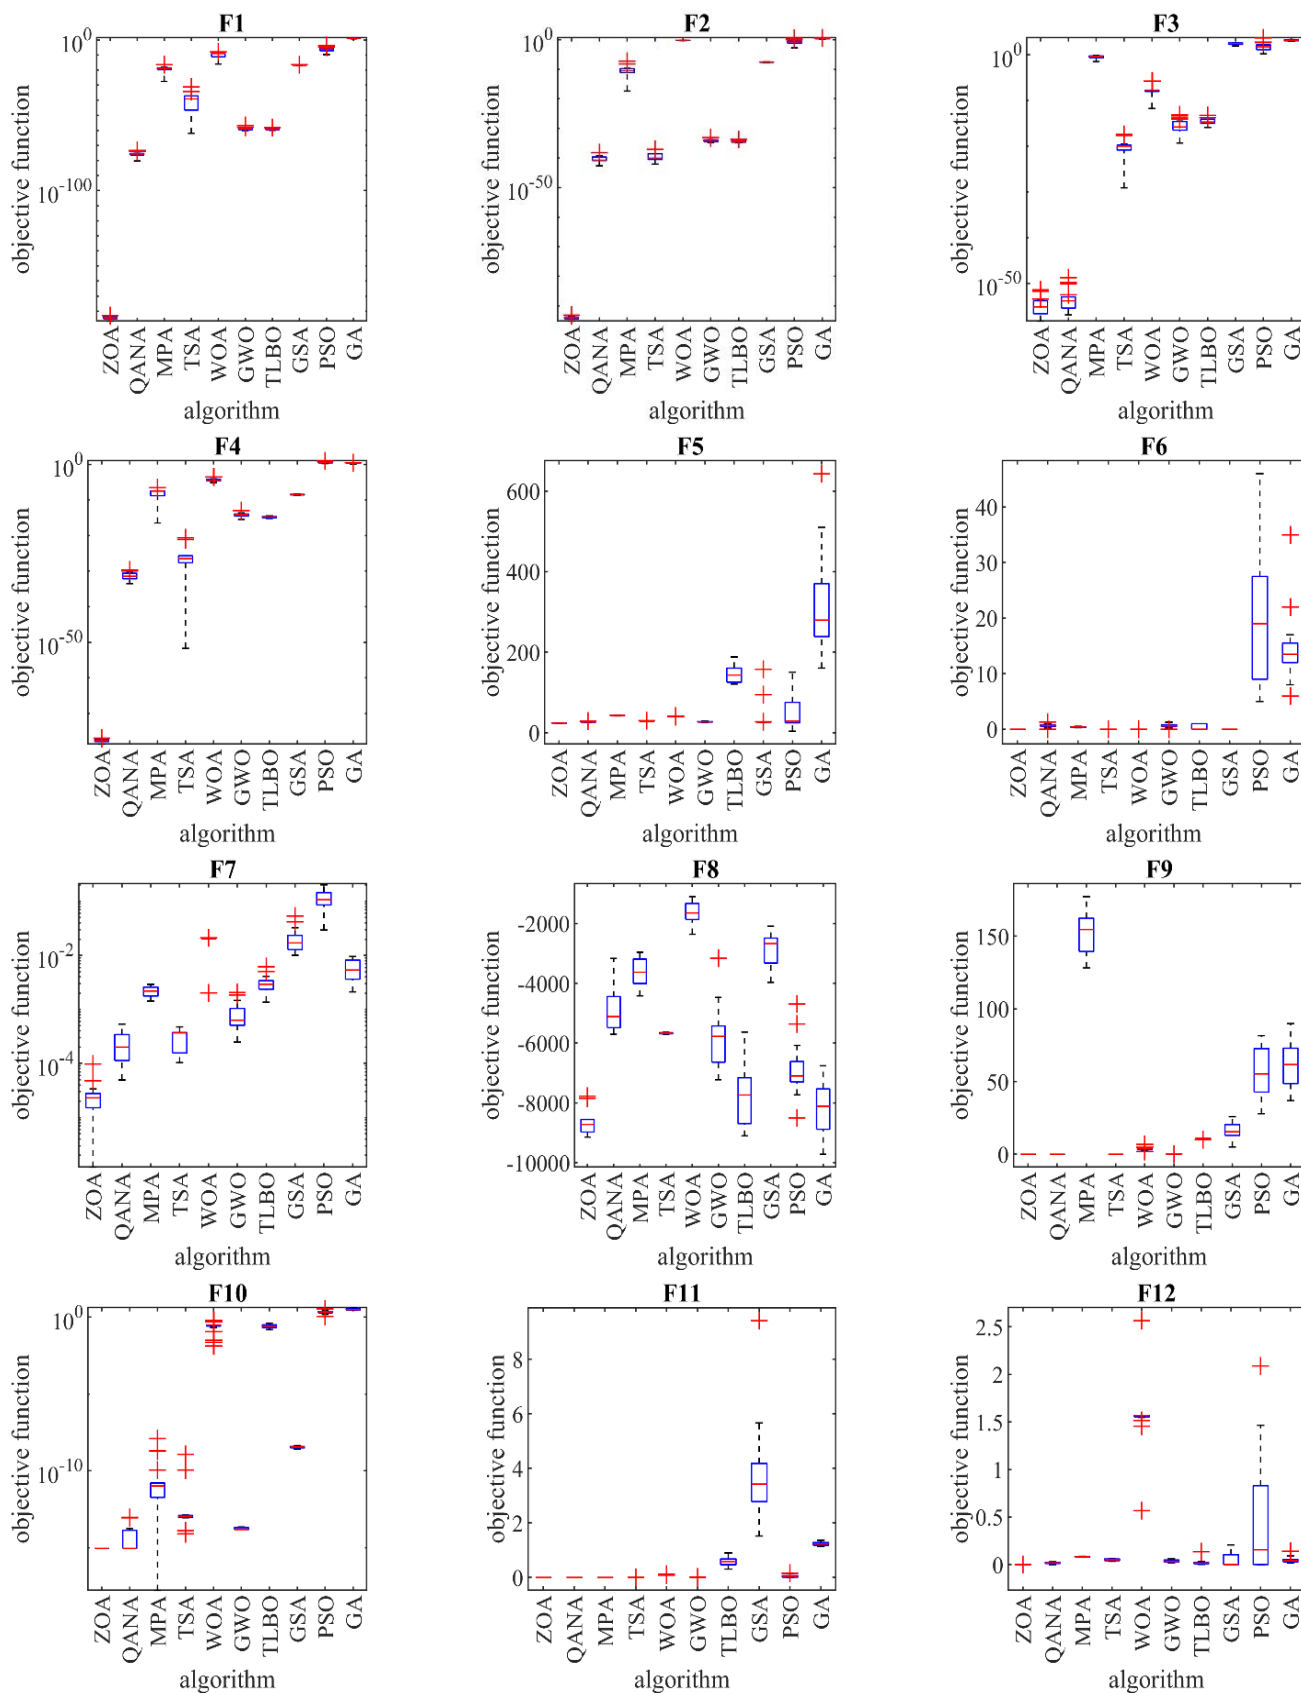 F1
objective function
10^0
10^-100
ZOA
QANA
MPA
TSA
WOA
GWO
TLBO
GSA
PSO
GA
algorithm
F2
objective function
10^0
10^-50
ZOA
QANA
MPA
TSA
WOA
GWO
TLBO
GSA
PSO
GA
algorithm
F3
objective function
10^0
10^-50
ZOA
QANA
MPA
TSA
WOA
GWO
TLBO
GSA
PSO
GA
algorithm
F4
objective function
10^0
10^-50
ZOA
QANA
MPA
TSA
WOA
GWO
TLBO
GSA
PSO
GA
algorithm
F5
objective function
600
400
200
0
ZOA
QANA
MPA
TSA
WOA
GWO
TLBO
GSA
PSO
GA
algorithm
F6
objective function
40
30
20
10
0
ZOA
QANA
MPA
TSA
WOA
GWO
TLBO
GSA
PSO
GA
algorithm
F7
objective function
10^-2
10^-4
ZOA
QANA
MPA
TSA
WOA
GWO
TLBO
GSA
PSO
GA
algorithm
F8
objective function
-2000
-4000
-6000
-8000
-10000
ZOA
QANA
MPA
TSA
WOA
GWO
TLBO
GSA
PSO
GA
algorithm
F9
objective function
150
100
50
0
ZOA
QANA
MPA
TSA
WOA
GWO
TLBO
GSA
PSO
GA
algorithm
F10
objective function
10^0
10^-10
ZOA
QANA
MPA
TSA
WOA
GWO
TLBO
GSA
PSO
GA
algorithm
F11
objective function
8
6
4
2
0
ZOA
QANA
MPA
TSA
WOA
GWO
TLBO
GSA
PSO
GA
algorithm
F12
objective function
2.5
2
1.5
1
0.5
0
ZOA
QANA
MPA
TSA
WOA
GWO
TLBO
GSA
PSO
GA
algorithm